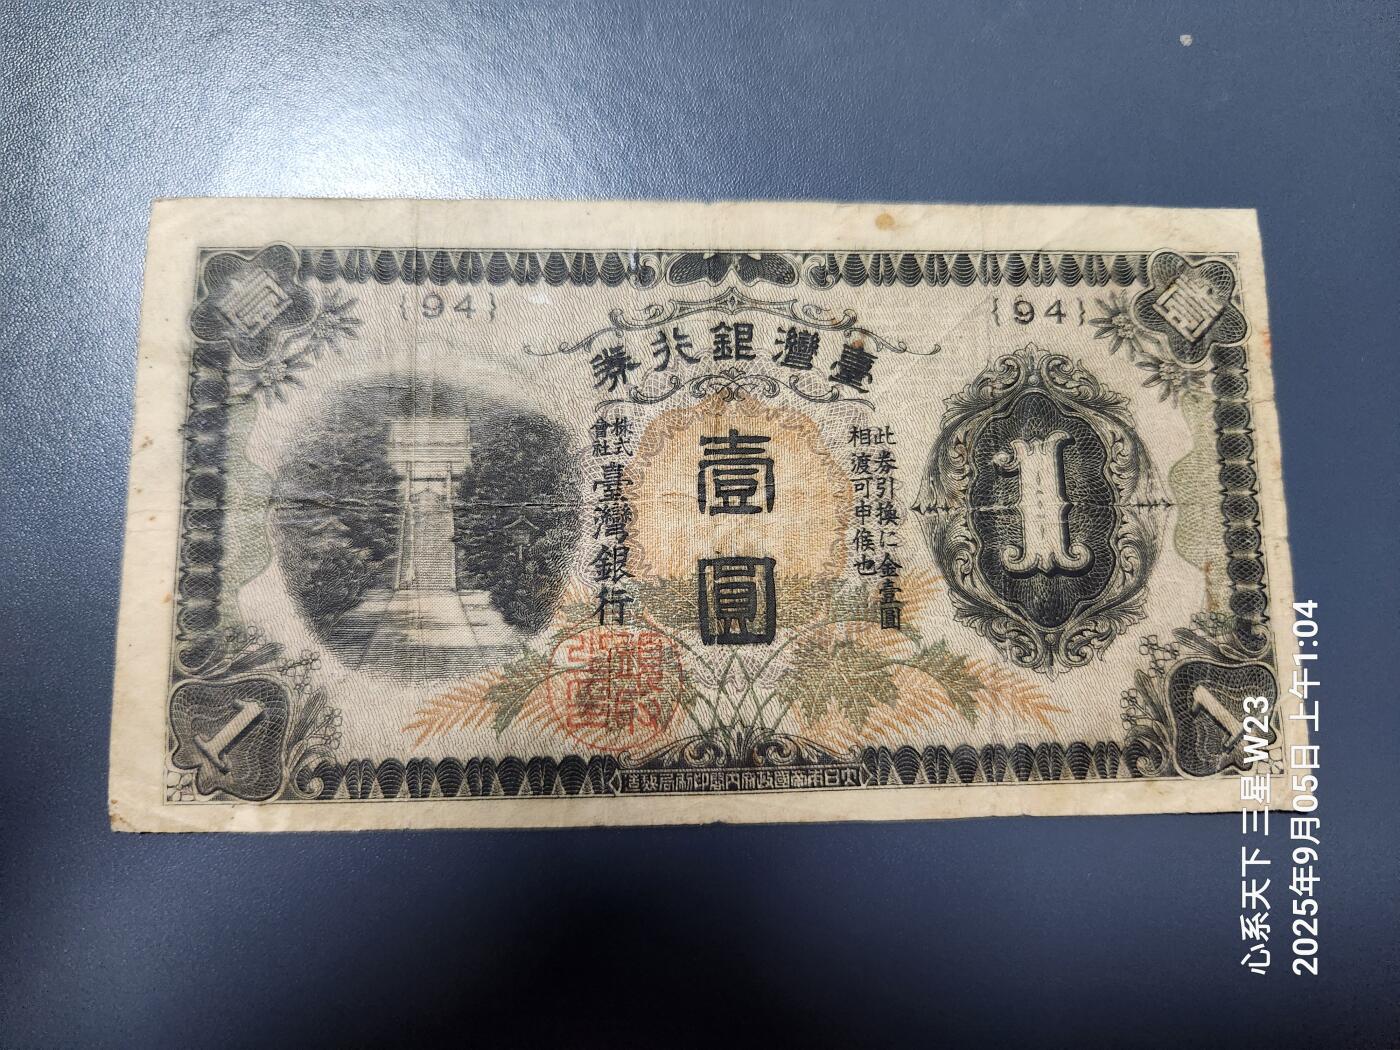 {94}
{94}
臺灣銀行券
壹圓
此券引換に金壹圓
相渡可申候也
株式會社臺灣銀行
1
1
1
大日本帝國政府内閣印刷局製造
心系天下 三星 W23
2025年9月05日 上午1:04